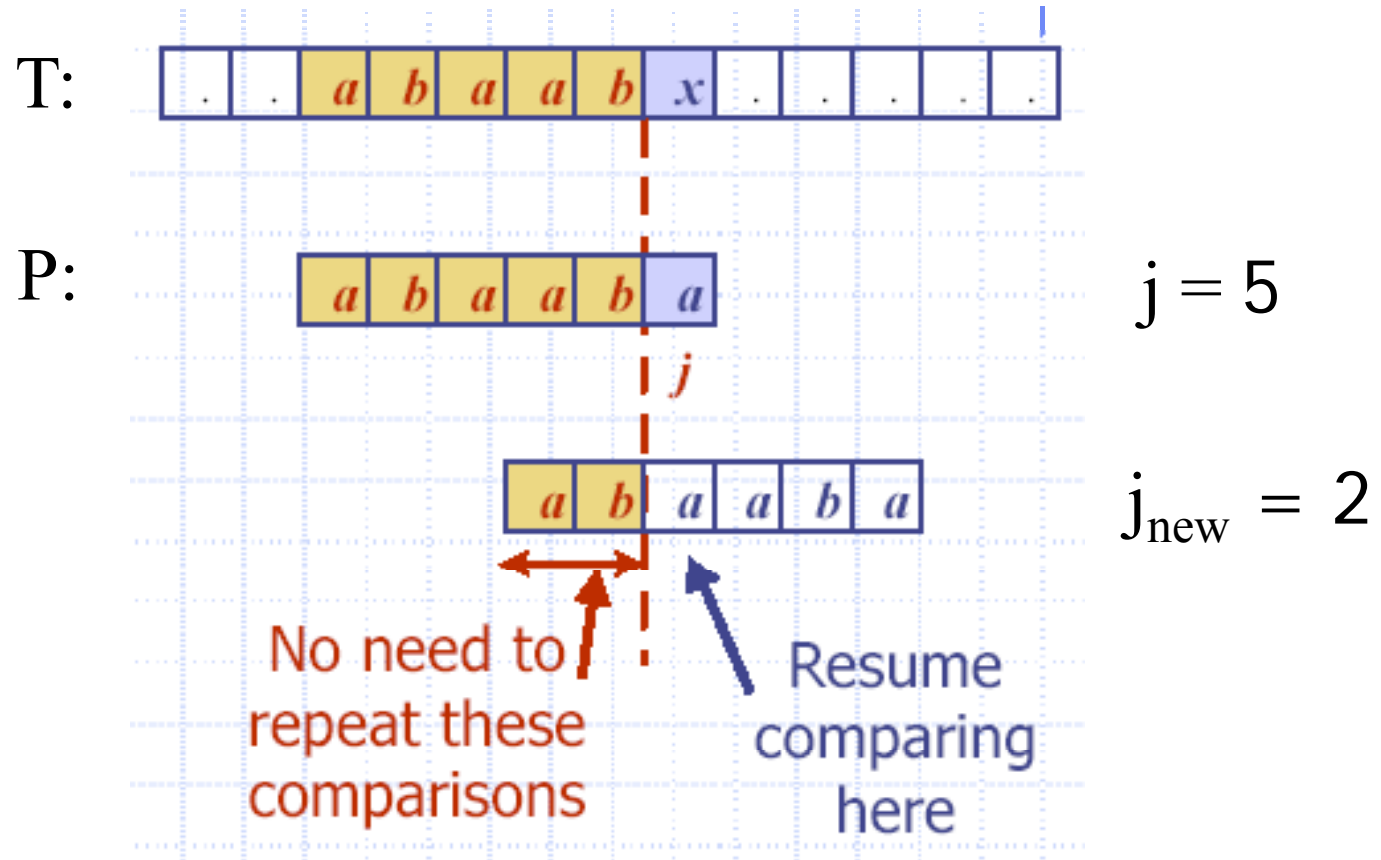 T: . . a b a a b x . . . . .
P: a b a a b a j = 5
j
a b a a b a jnew = 2
No need to
repeat these
comparisons
Resume
comparing
here